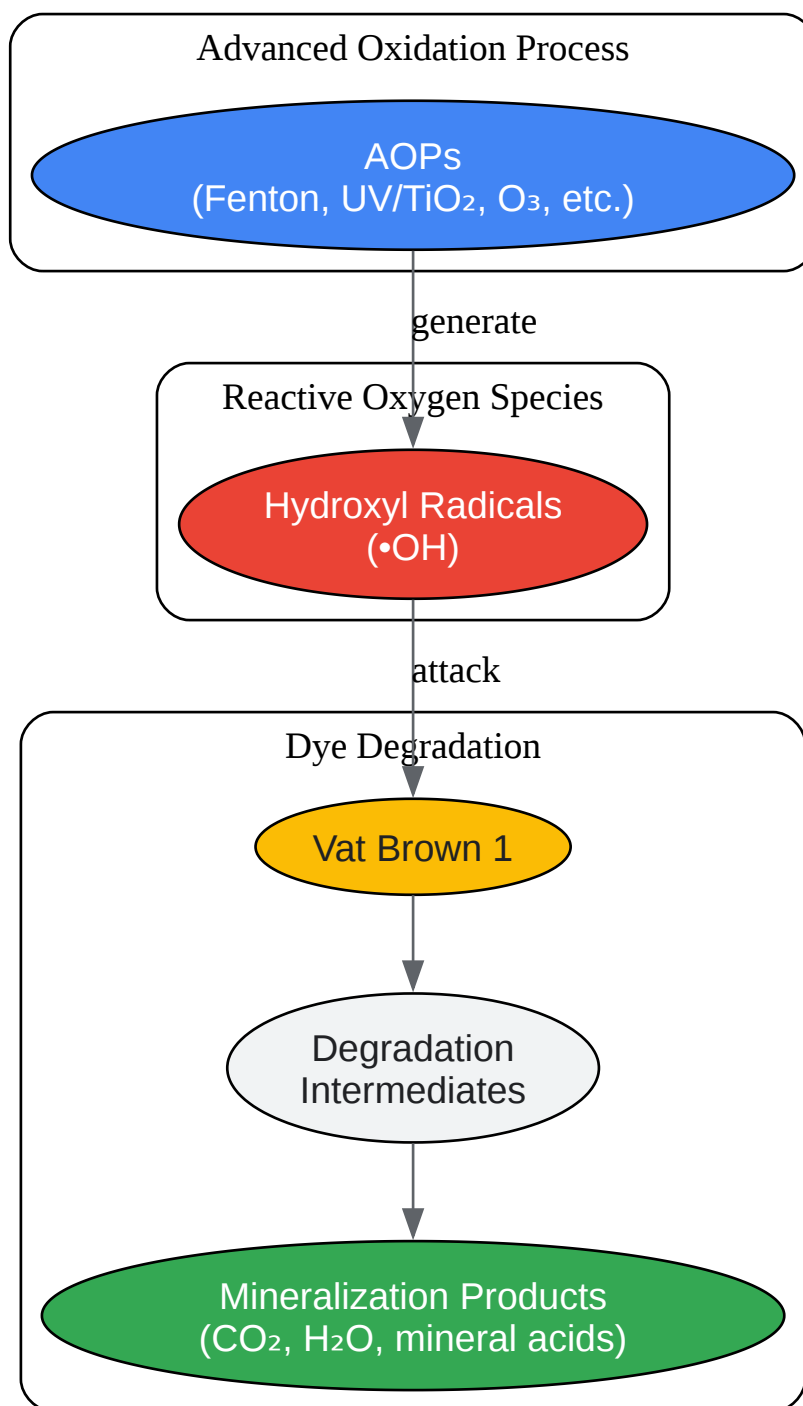 Advanced Oxidation Process
AOPs
(Fenton, UV/TiO₂, O₃, etc.)
generate
Reactive Oxygen Species
Hydroxyl Radicals
(•OH)
attack
Dye Degradation
Vat Brown 1
Degradation
Intermediates
Mineralization Products
(CO₂, H₂O, mineral acids)